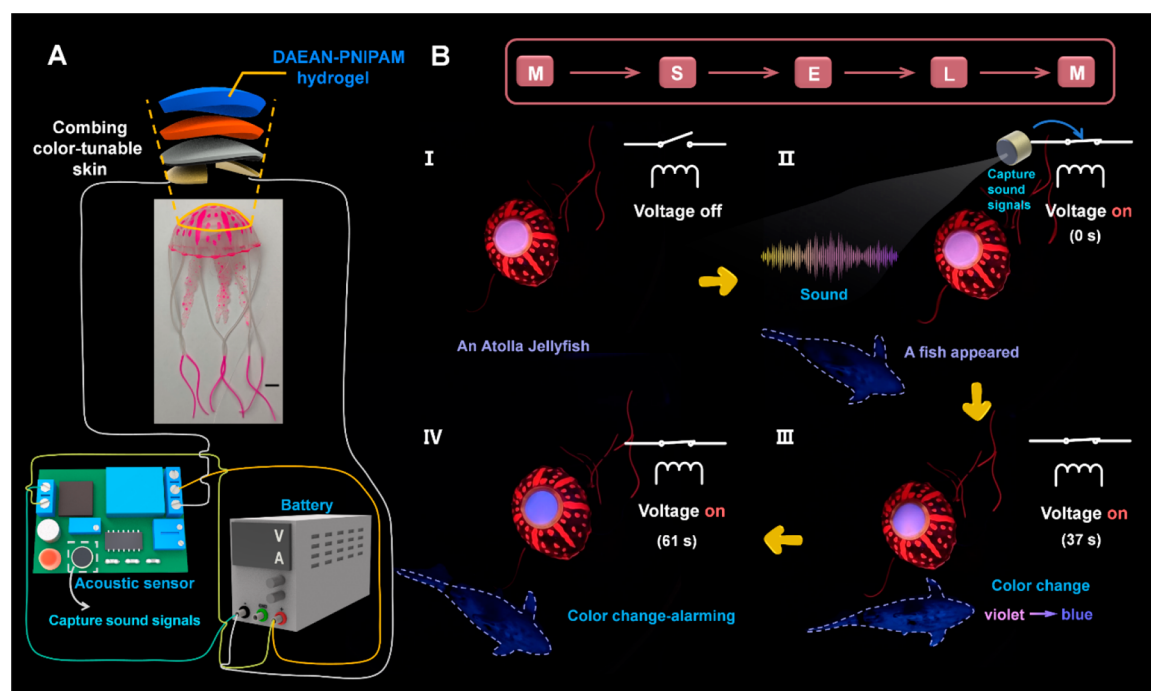 A
DAEAN-PNIPAM
hydrogel
Combing
color-tunable
skin
V
A
Battery
Acoustic sensor
Capture sound signals
B
M
S
E
L
M
I
Voltage off
An Atolla Jellyfish
II
Capture
sound
signals
Voltage on
(0 s)
Sound
A fish appeared
IV
Voltage on
(61 s)
Color change-alarming
III
Voltage on
(37 s)
Color change
violet
blue